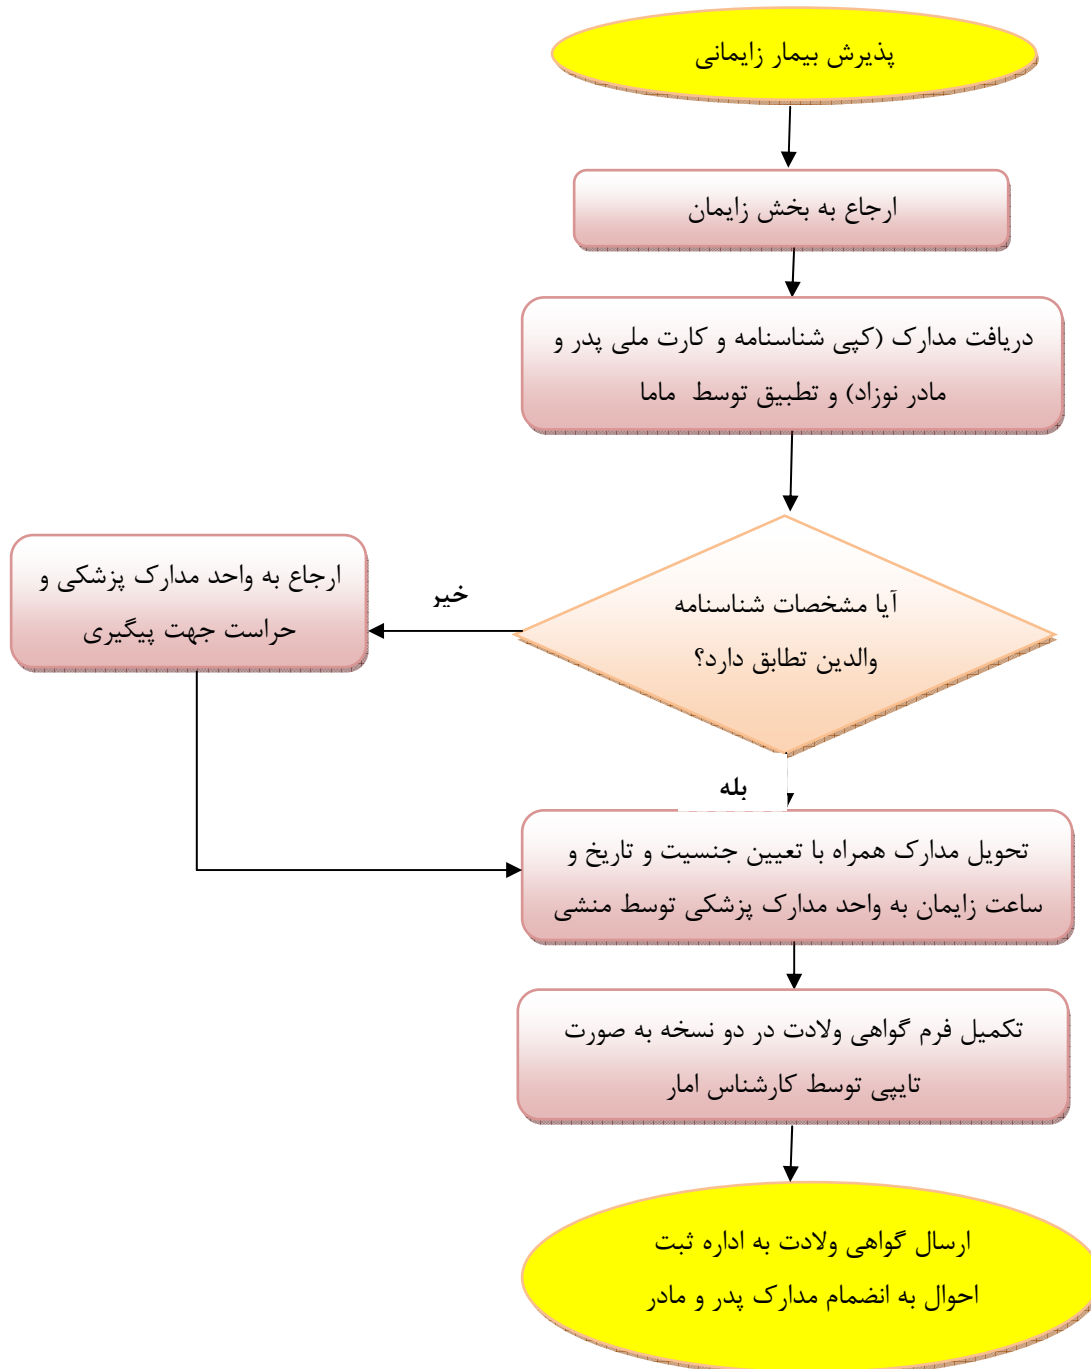 پذیرش بیمار زایمانی
ارجاع به بخش زایمان
دریافت مدارک (کپی شناسنامه و کارت ملی پدر و
مادر نوزاد) و تطبیق توسط ماما
آیا مشخصات شناسنامه
والدین تطابق دارد؟
خیر
ارجاع به واحد مدارک پزشکی و
حراست جهت پیگیری
بله
تحویل مدارک همراه با تعیین جنسیت و تاریخ و
ساعت زایمان به واحد مدارک پزشکی توسط منشی
تکمیل فرم گواهی ولادت در دو نسخه به صورت
تایپی توسط کارشناس امار
ارسال گواهی ولادت به اداره ثبت
احوال به انضمام مدارک پدر و مادر